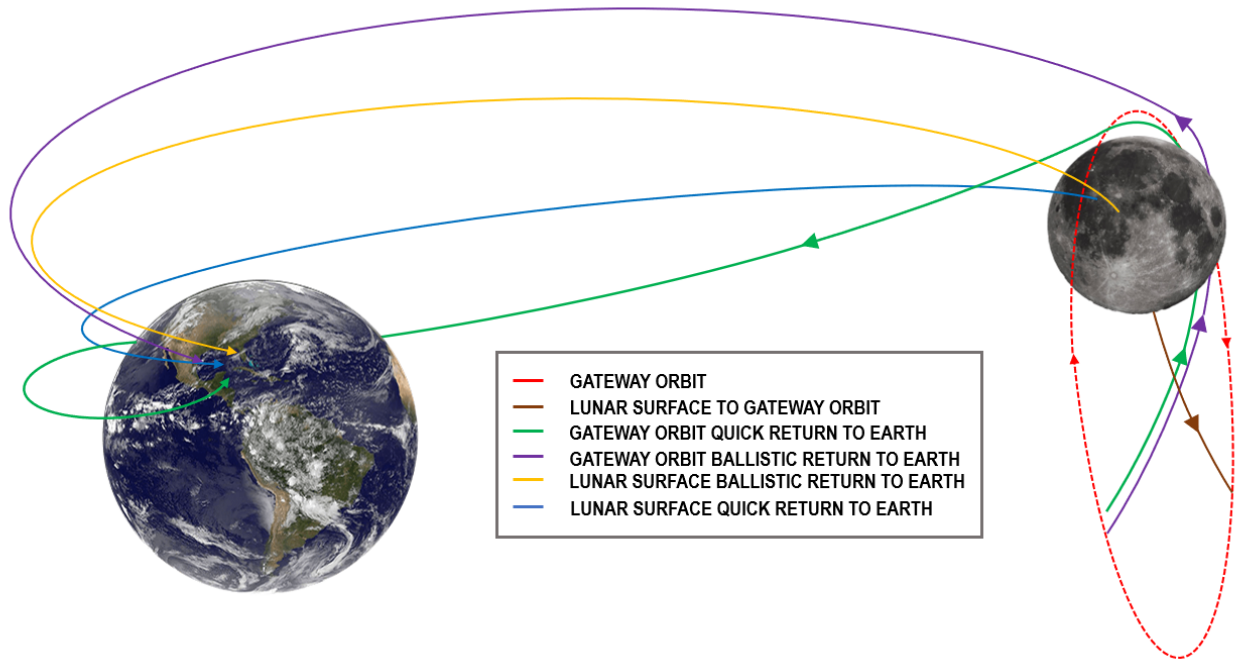 GATEWAY ORBIT
LUNAR SURFACE TO GATEWAY ORBIT
GATEWAY ORBIT QUICK RETURN TO EARTH
GATEWAY ORBIT BALLISTIC RETURN TO EARTH
LUNAR SURFACE BALLISTIC RETURN TO EARTH
LUNAR SURFACE QUICK RETURN TO EARTH